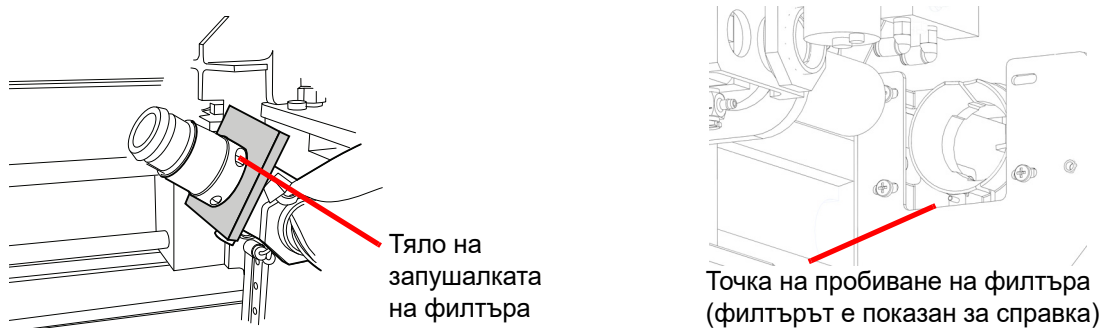 Тяло на
запушалката
на филтъра
Точка на пробиване на филтъра
(филтърът е показан за справка)